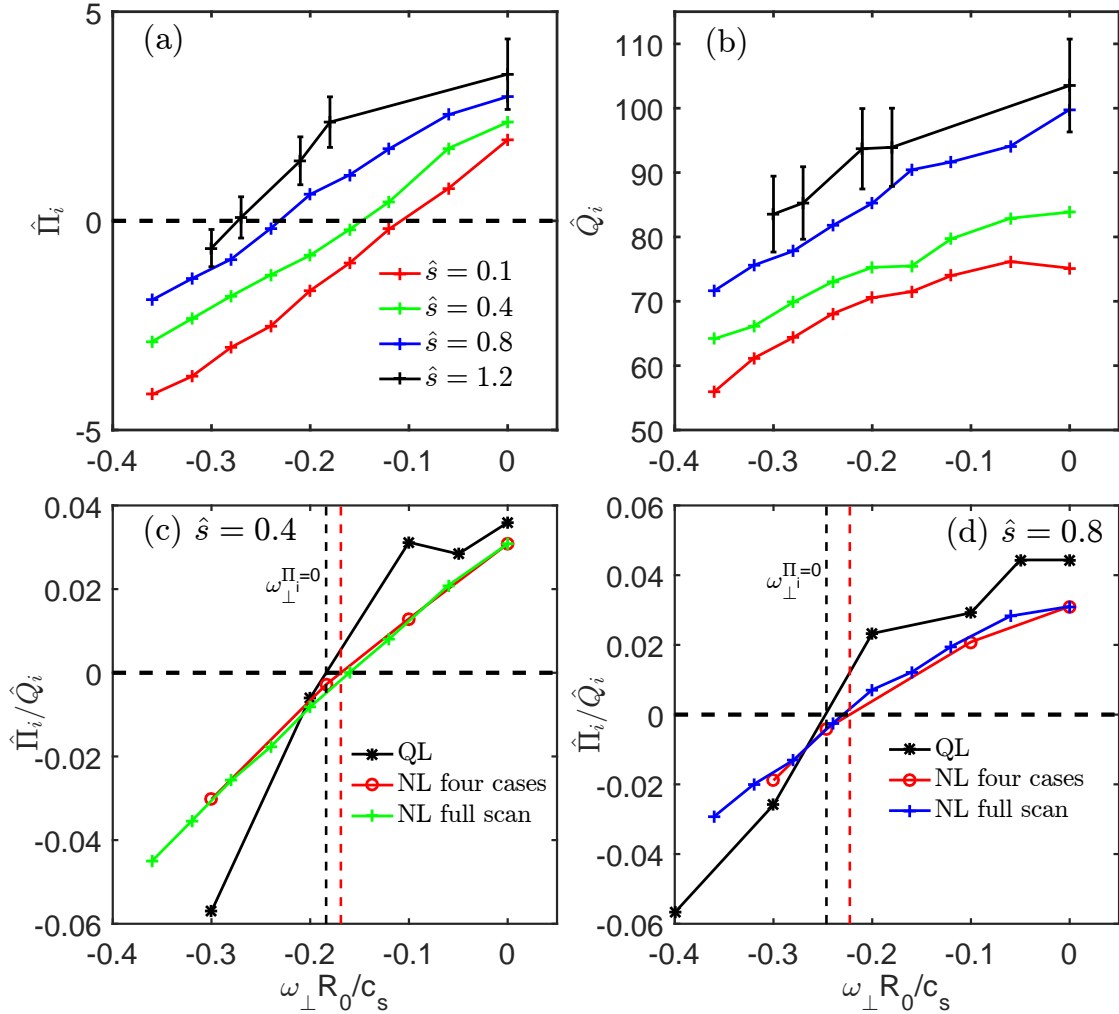 (a)
5
0
-5
Π̂ᵢ
ŝ = 0.1
ŝ = 0.4
ŝ = 0.8
ŝ = 1.2
-0.4 -0.3 -0.2 -0.1 0
(b)
110
100
90
80
70
60
50
Q̂ᵢ
-0.4 -0.3 -0.2 -0.1 0
(c) ŝ = 0.4
0.04
0.02
0
-0.02
-0.04
-0.06
Π̂ᵢ/Q̂ᵢ
ω⊥^{Πᵢ=0}
QL
NL four cases
NL full scan
-0.4 -0.3 -0.2 -0.1 0
ω⊥R₀/cₛ
(d) ŝ = 0.8
0.06
0.04
0.02
0
-0.02
-0.04
-0.06
Π̂ᵢ/Q̂ᵢ
ω⊥^{Πᵢ=0}
QL
NL four cases
NL full scan
-0.4 -0.3 -0.2 -0.1 0
ω⊥R₀/cₛ